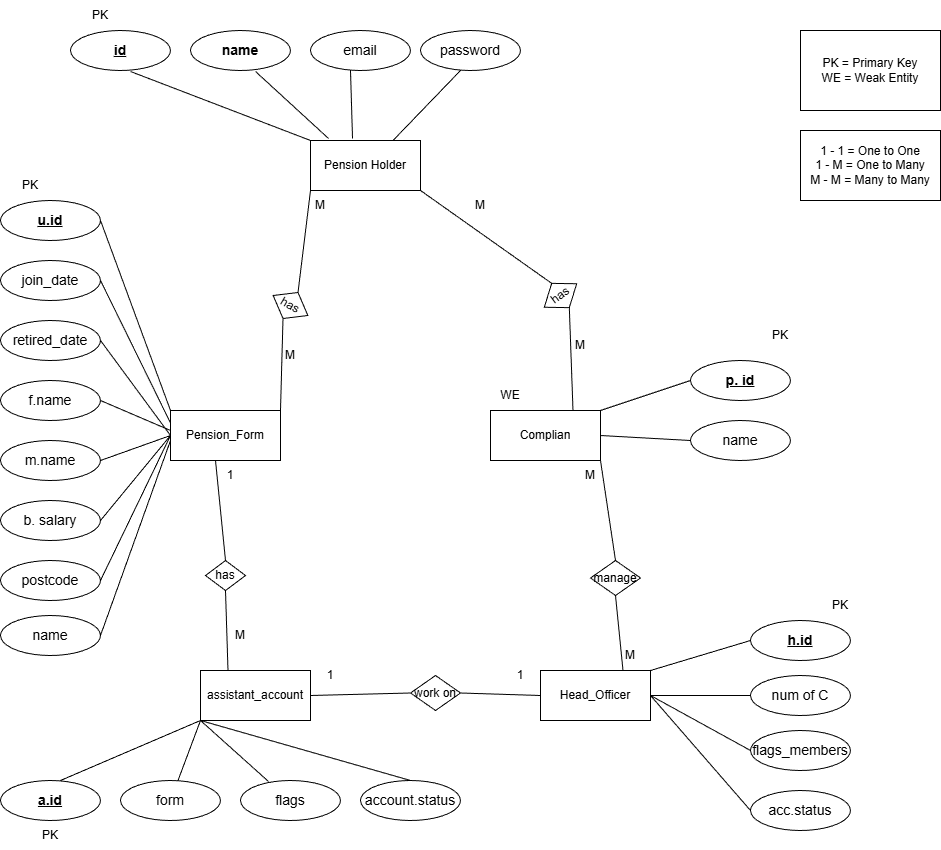 PK
id
name
email
password
PK = Primary Key
WE = Weak Entity
1 - 1 = One to One
1 - M = One to Many
M - M = Many to Many
Pension Holder
M
M
PK
u.id
join_date
retired_date
f.name
m.name
b. salary
postcode
name
has
has
M
M
PK
WE
p. id
name
Pension_Form
Complian
1
M
has
manage
M
M
PK
h.id
num of C
flags_members
acc.status
assistant_account
1
work on
1
Head_Officer
a.id
form
flags
account.status
PK